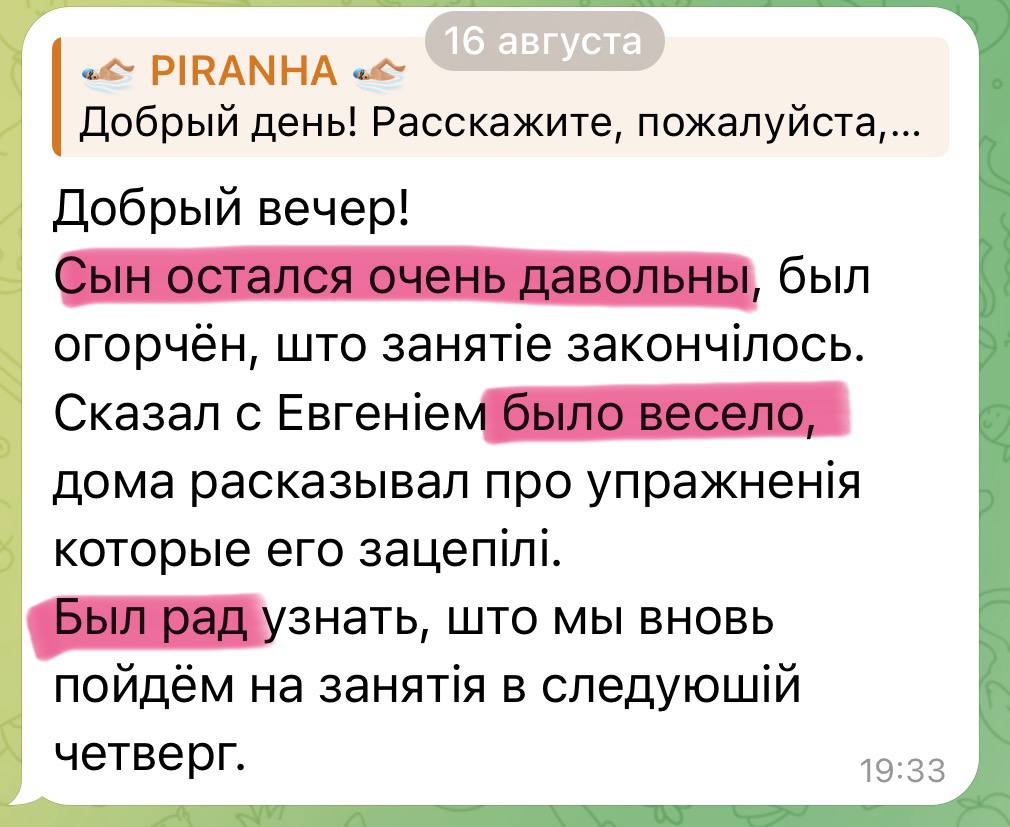 16 августа
🏊 PIRANHA 🏊
Добрый день! Расскажите, пожалуйста,...
Добрый вечер!
Сын остался очень давольны, был
огорчён, што занятіе закончілось.
Сказал с Евгеніем было весело,
дома расказывал про упражненія
которые его зацепілі.
Был рад узнать, што мы вновь
пойдём на занятія в следуюшій
четверг.
19:33